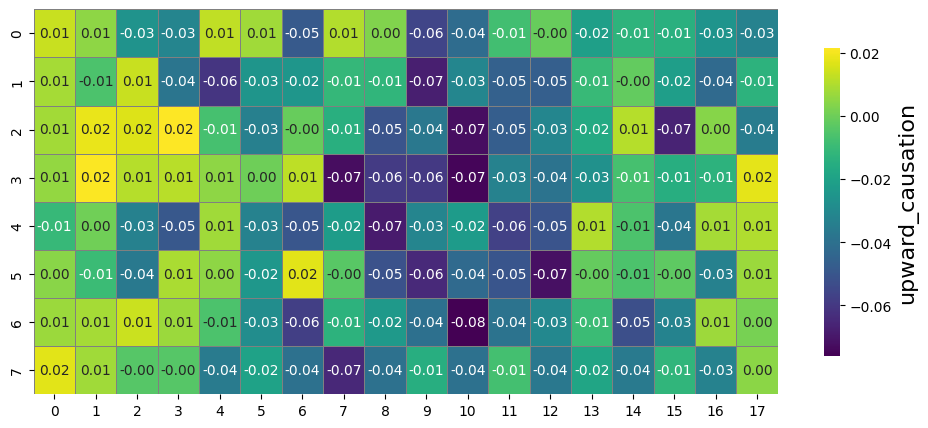 0 0.01 0.01 -0.03 -0.03 0.01 0.01 -0.05 0.01 0.00 -0.06 -0.04 -0.01 -0.00 -0.02 -0.01 -0.01 -0.03 -0.03
1 0.01 -0.01 0.01 -0.04 -0.06 -0.03 -0.02 -0.01 -0.01 -0.07 -0.03 -0.05 -0.05 -0.01 -0.00 -0.02 -0.04 -0.01
2 0.01 0.02 0.02 0.02 -0.01 -0.03 -0.00 -0.01 -0.05 -0.04 -0.07 -0.05 -0.03 -0.02 0.01 -0.07 0.00 -0.04
3 0.01 0.02 0.01 0.01 0.01 0.00 0.01 -0.07 -0.06 -0.06 -0.07 -0.03 -0.04 -0.03 -0.01 -0.01 -0.01 0.02
4 -0.01 0.00 -0.03 -0.05 0.01 -0.03 -0.05 -0.02 -0.07 -0.03 -0.02 -0.06 -0.05 0.01 -0.01 -0.04 0.01 0.01
5 0.00 -0.01 -0.04 0.01 0.00 -0.02 0.02 -0.00 -0.05 -0.06 -0.04 -0.05 -0.07 -0.00 -0.01 -0.00 -0.03 0.01
6 0.01 0.01 0.01 0.01 -0.01 -0.03 -0.06 -0.01 -0.02 -0.04 -0.08 -0.04 -0.03 -0.01 -0.05 -0.03 0.01 0.00
7 0.02 0.01 -0.00 -0.00 -0.04 -0.02 -0.04 -0.07 -0.04 -0.01 -0.04 -0.01 -0.04 -0.02 -0.04 -0.01 -0.03 0.00
0 1 2 3 4 5 6 7 8 9 10 11 12 13 14 15 16 17
0.02
0.00
−0.02
−0.04
−0.06
upward_causation